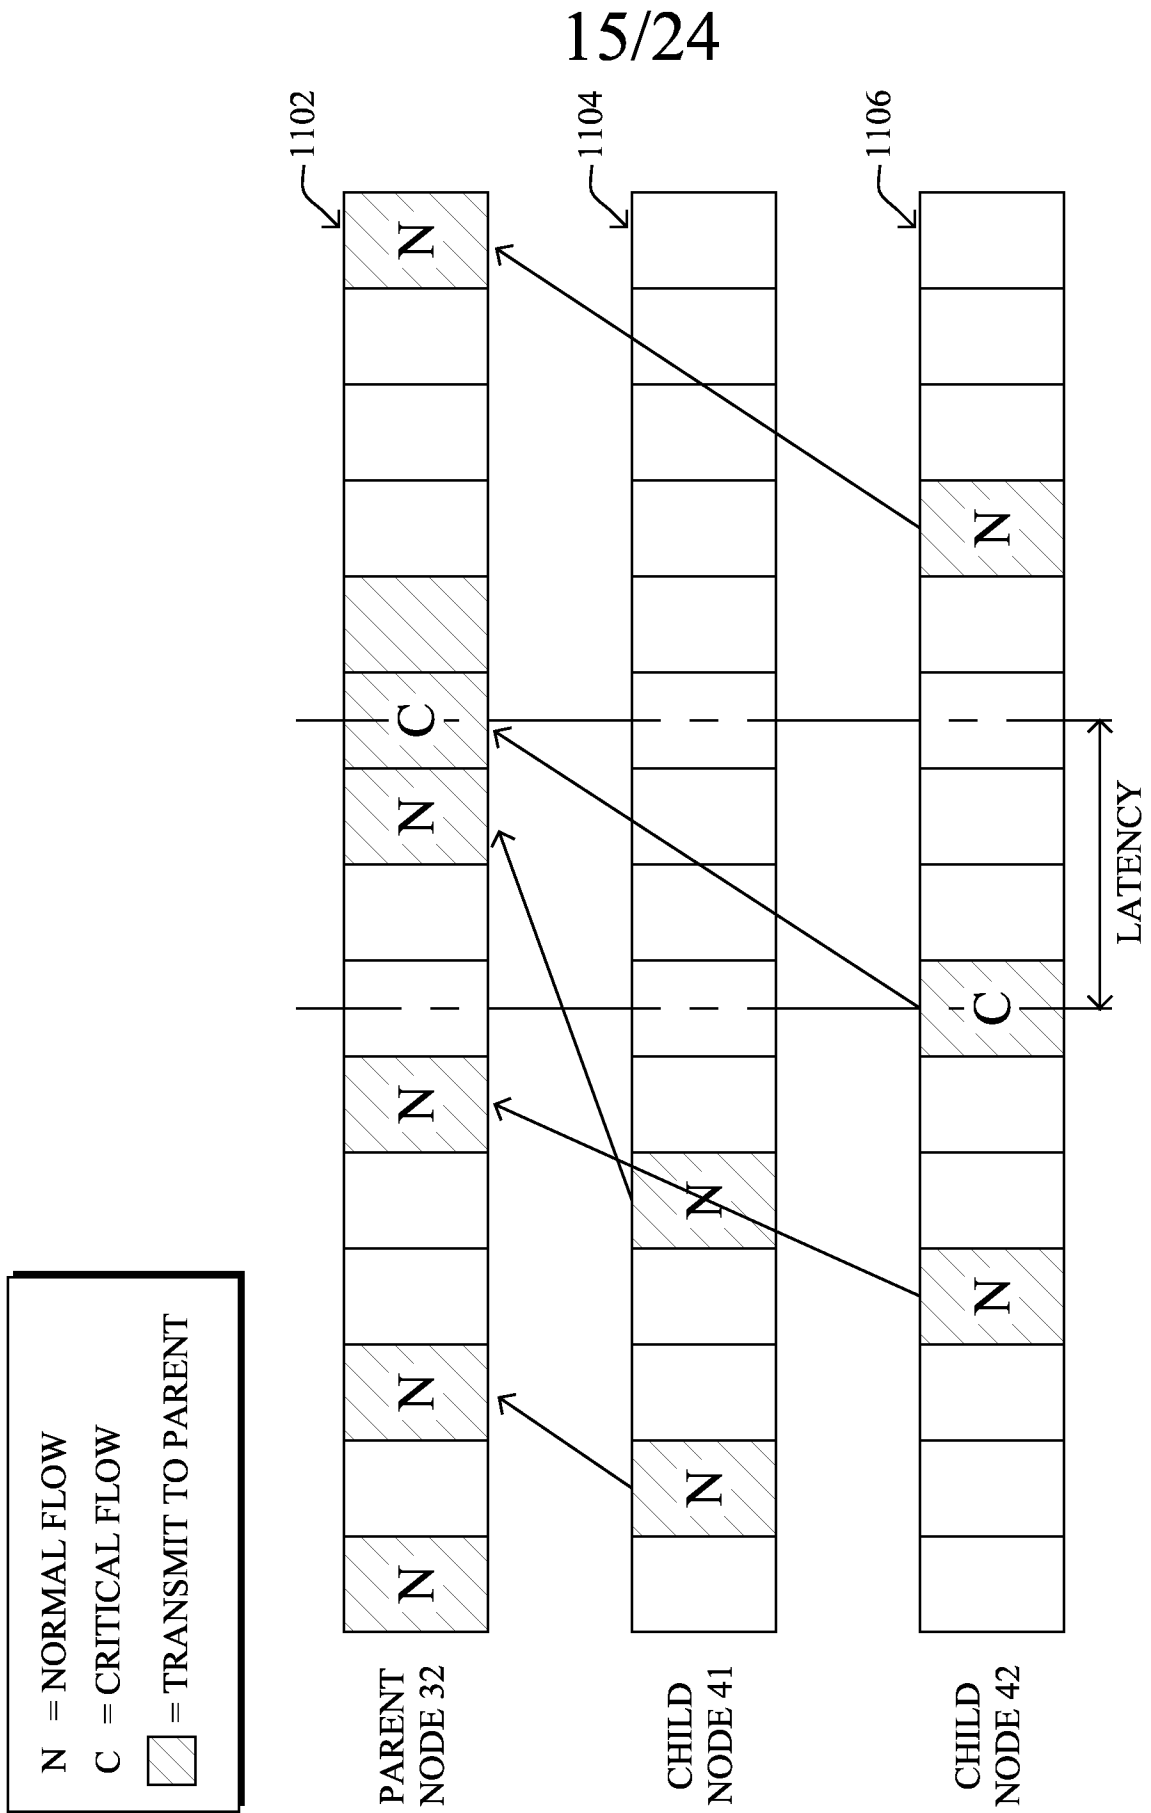 15/24
N = NORMAL FLOW
C = CRITICAL FLOW
= TRANSMIT TO PARENT
1102
PARENT
NODE 32
N N N N C N
1104
CHILD
NODE 41
N N
1106
CHILD
NODE 42
N C N
LATENCY